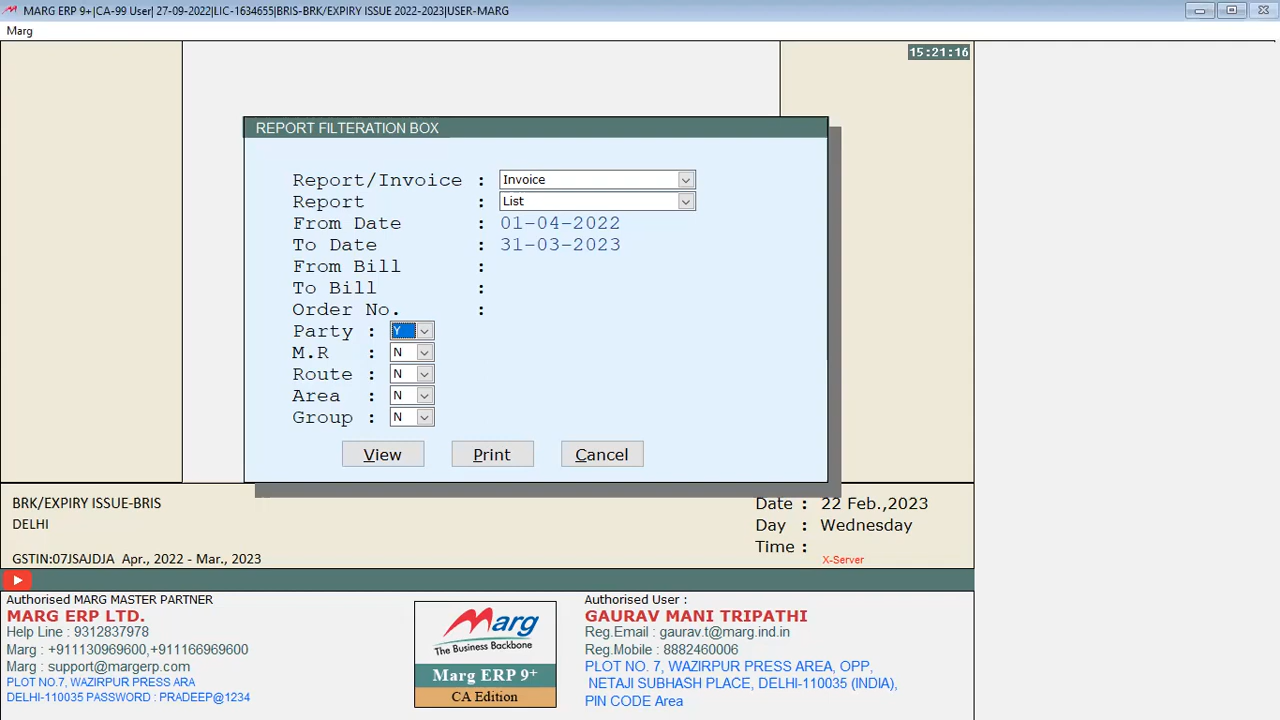 MARG ERP 9+|CA-99 User| 27-09-2022|LIC-1634655|BRIS-BRK/EXPIRY ISSUE 2022-2023|USER-MARG
Marg
15:21:16
REPORT FILTERATION BOX
Report/Invoice : Invoice
Report : List
From Date : 01-04-2022
To Date : 31-03-2023
From Bill :
To Bill :
Order No. :
Party : Y
M.R : N
Route : N
Area : N
Group : N
View Print Cancel
BRK/EXPIRY ISSUE-BRIS
DELHI
GSTIN:07JSAJDJA Apr., 2022 - Mar., 2023
Date : 22 Feb.,2023
Day : Wednesday
Time :
X-Server
Authorised MARG MASTER PARTNER
MARG ERP LTD.
Help Line : 9312837978
Marg : +911130969600,+911166969600
Marg : support@margerp.com
PLOT NO. 7, WAZIRPUR PRESS ARA
DELHI-110035 PASSWORD : PRADEEP@1234
Marg
The Business Backbone
Marg ERP 9+
CA Edition
Authorised User :
GAURAV MANI TRIPATHI
Reg.Email : gaurav.t@marg.ind.in
Reg.Mobile : 8882460006
PLOT NO. 7, WAZIRPUR PRESS AREA, OPP,
NETAJI SUBHASH PLACE, DELHI-110035 (INDIA),
PIN CODE Area